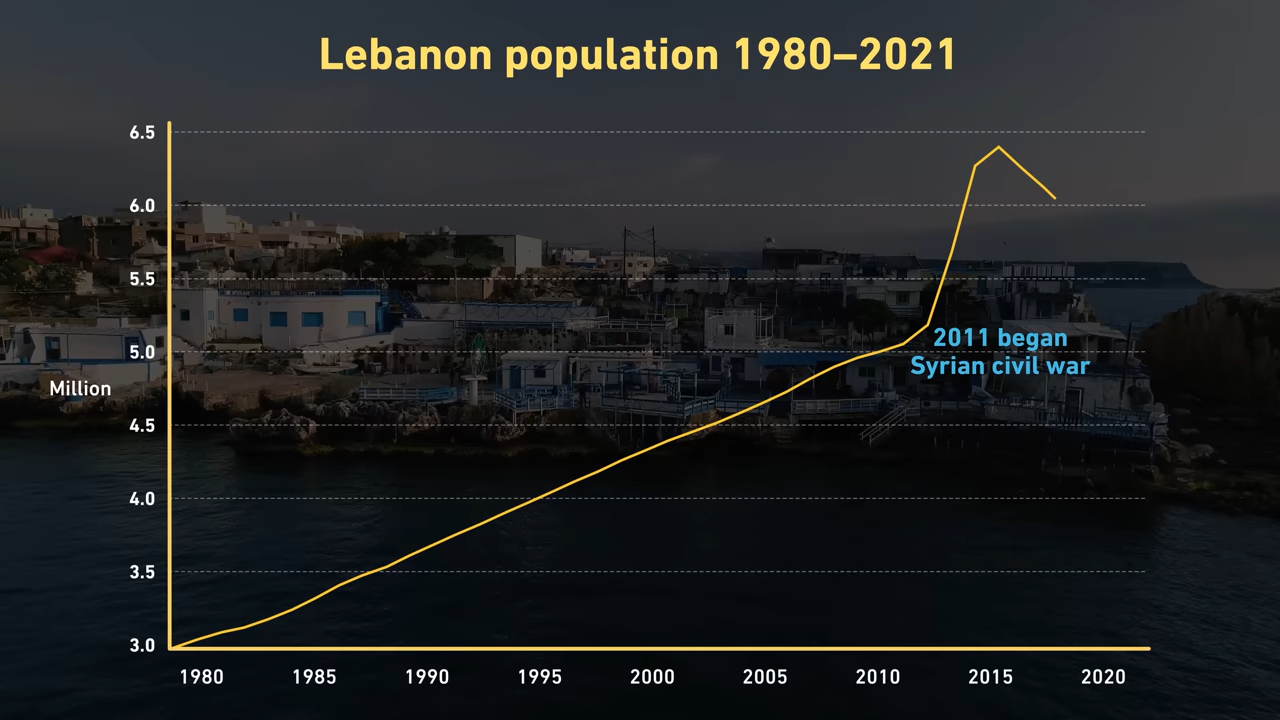 Lebanon population 1980–2021
6.5
6.0
5.5
5.0
Million
4.5
4.0
3.5
3.0
2011 began
Syrian civil war
1980 1985 1990 1995 2000 2005 2010 2015 2020